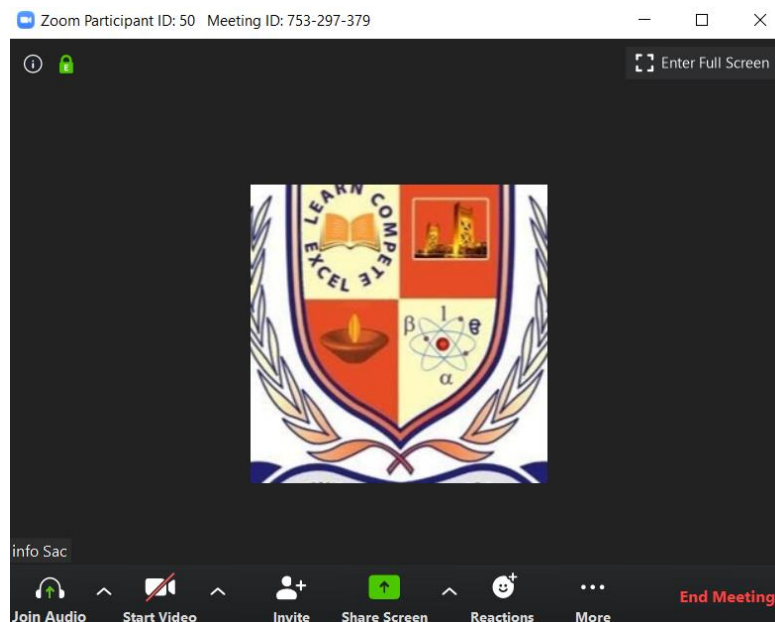 Zoom Participant ID: 50 Meeting ID: 753-297-379
Enter Full Screen
LEARN COMPETE EXCEL
β 1 ੳ
α
info Sac
Join Audio Start Video Invite Share Screen Reactions More End Meeting